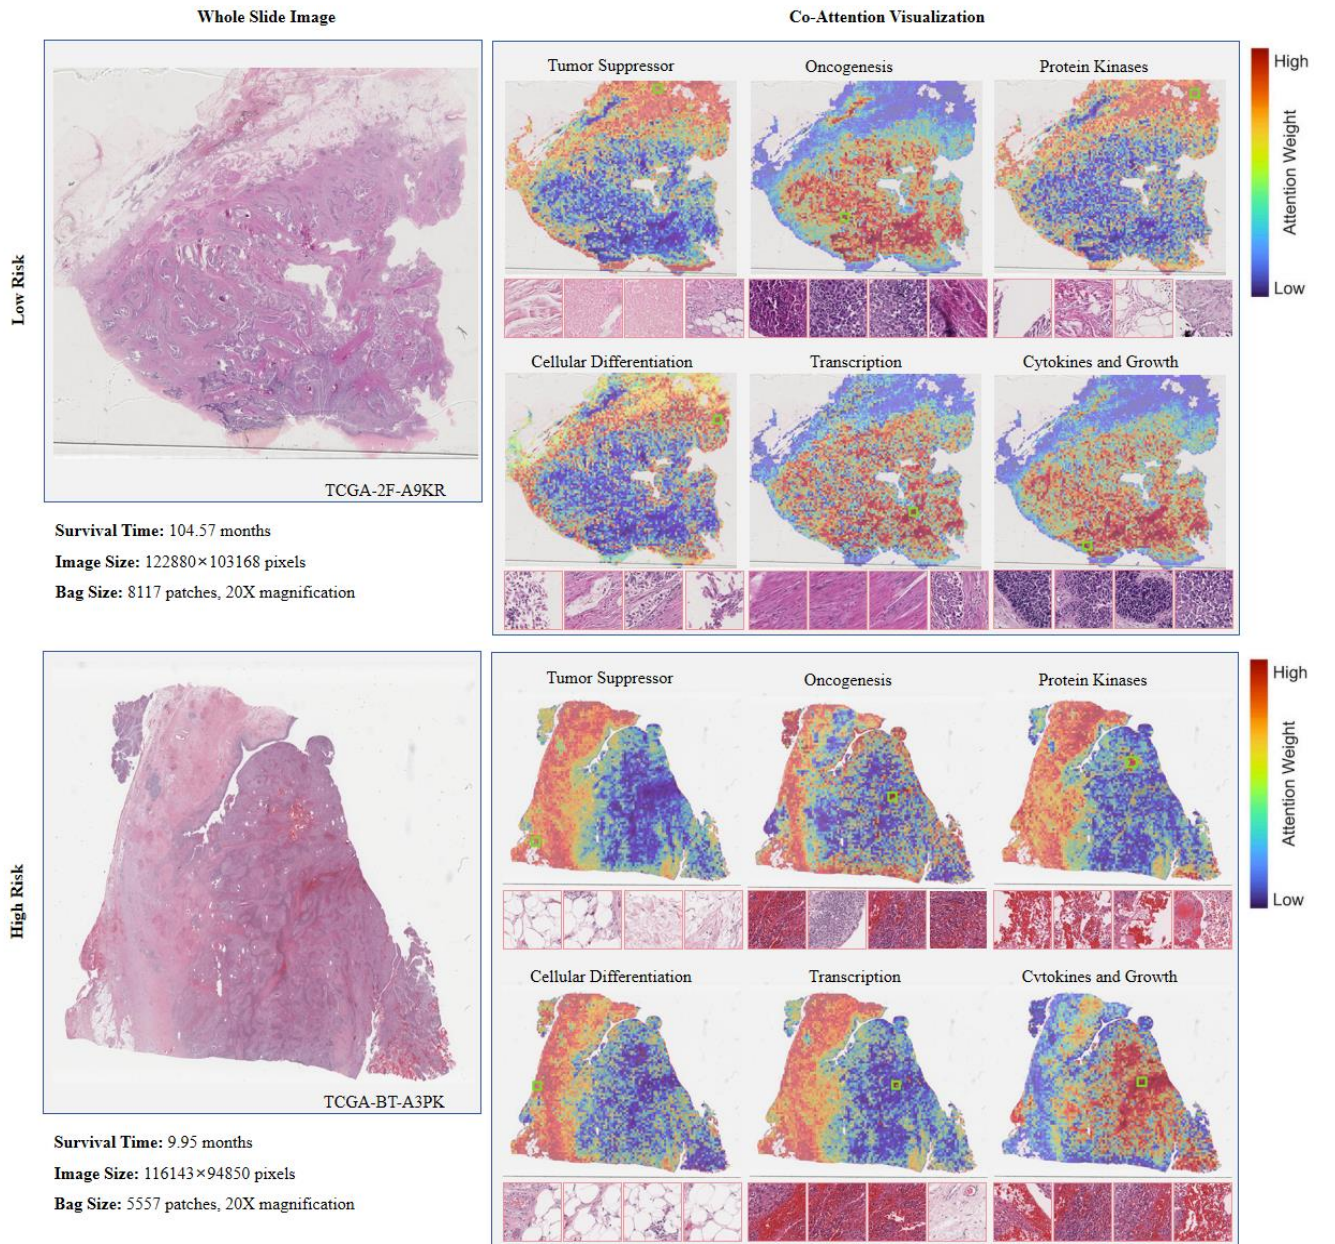 Whole Slide Image
Co-Attention Visualization
Low Risk
TCGA-2F-A9KR
Survival Time: 104.57 months
Image Size: 122880×103168 pixels
Bag Size: 8117 patches, 20X magnification
Tumor Suppressor
Oncogenesis
Protein Kinases
Cellular Differentiation
Transcription
Cytokines and Growth
High
Attention Weight
Low
High Risk
TCGA-BT-A3PK
Survival Time: 9.95 months
Image Size: 116143×94850 pixels
Bag Size: 5557 patches, 20X magnification
Tumor Suppressor
Oncogenesis
Protein Kinases
Cellular Differentiation
Transcription
Cvtokines and Growth
High
Attention Weight
Low